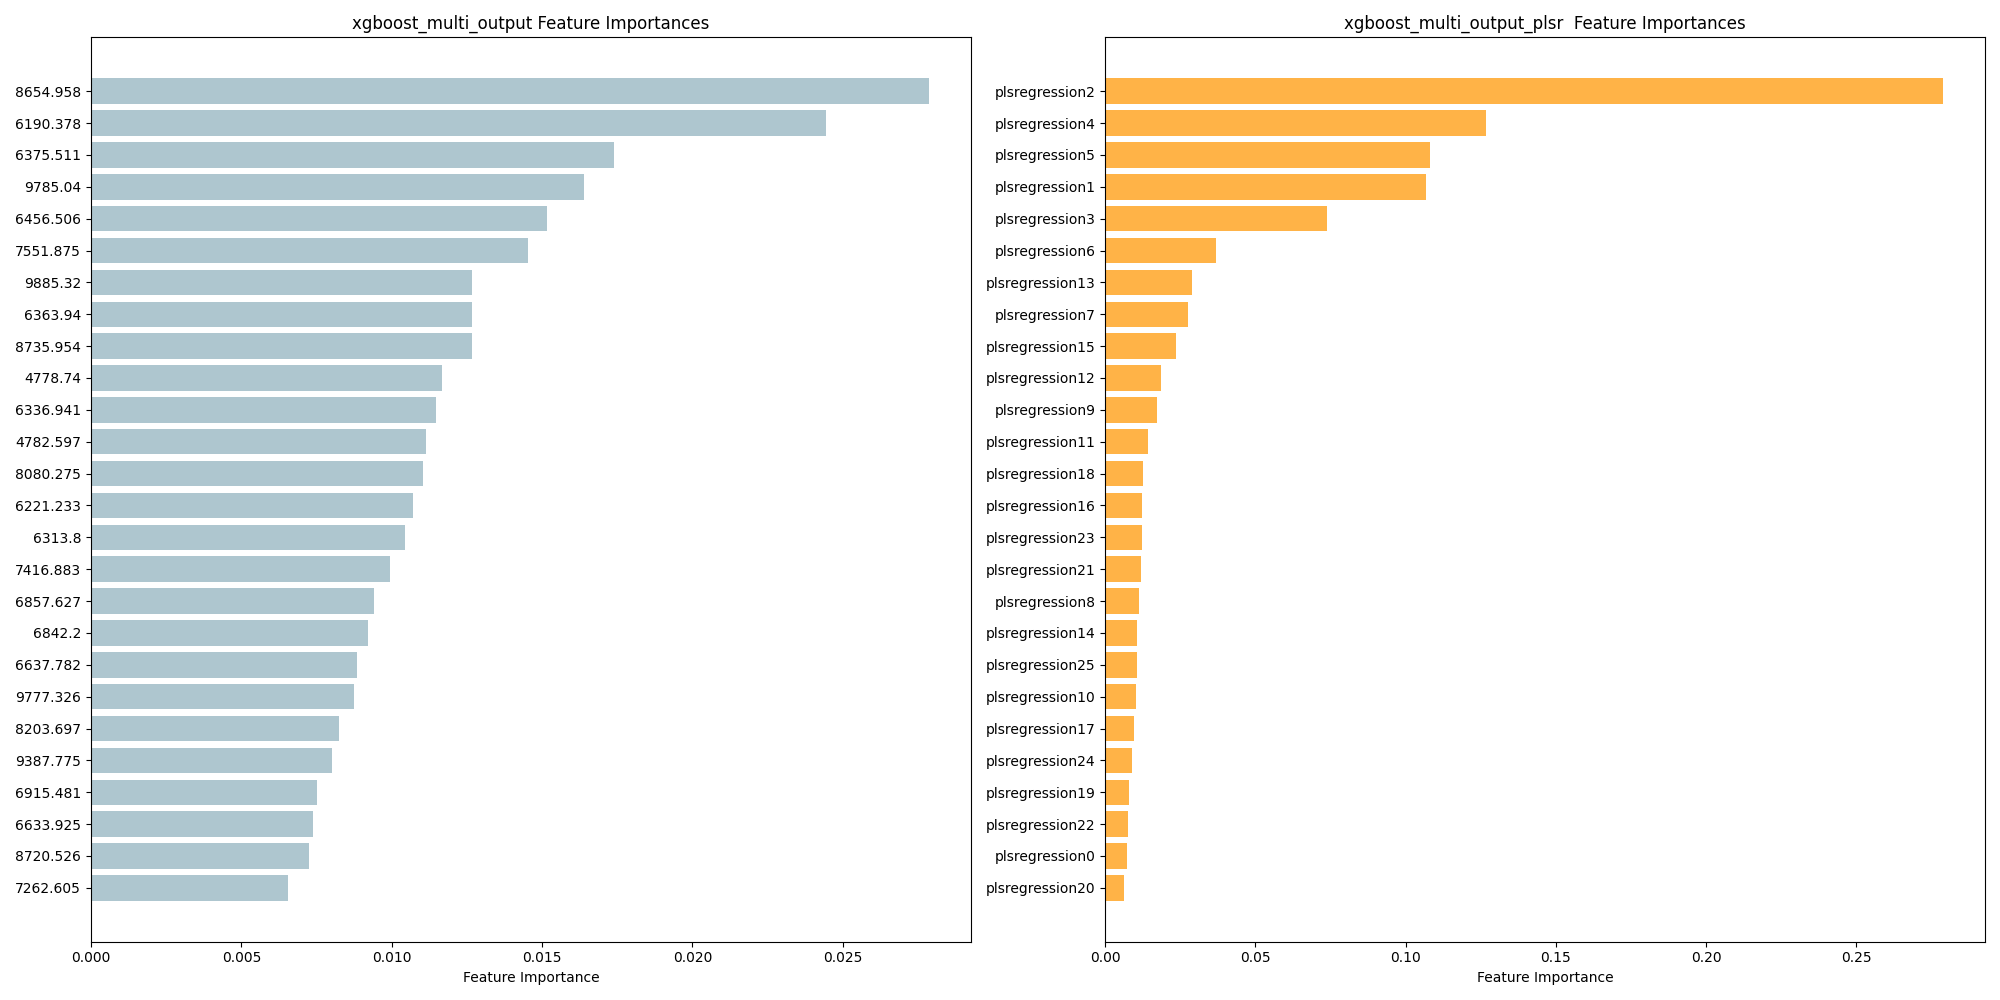 xgboost_multi_output Feature Importances
8654.958
6190.378
6375.511
9785.04
6456.506
7551.875
9885.32
6363.94
8735.954
4778.74
6336.941
4782.597
8080.275
6221.233
6313.8
7416.883
6857.627
6842.2
6637.782
9777.326
8203.697
9387.775
6915.481
6633.925
8720.526
7262.605
0.000 0.005 0.010 0.015 0.020 0.025
Feature Importance
xgboost_multi_output_plsr  Feature Importances
plsregression2
plsregression4
plsregression5
plsregression1
plsregression3
plsregression6
plsregression13
plsregression7
plsregression15
plsregression12
plsregression9
plsregression11
plsregression18
plsregression16
plsregression23
plsregression21
plsregression8
plsregression14
plsregression25
plsregression10
plsregression17
plsregression24
plsregression19
plsregression22
plsregression0
plsregression20
0.00 0.05 0.10 0.15 0.20 0.25
Feature Importance